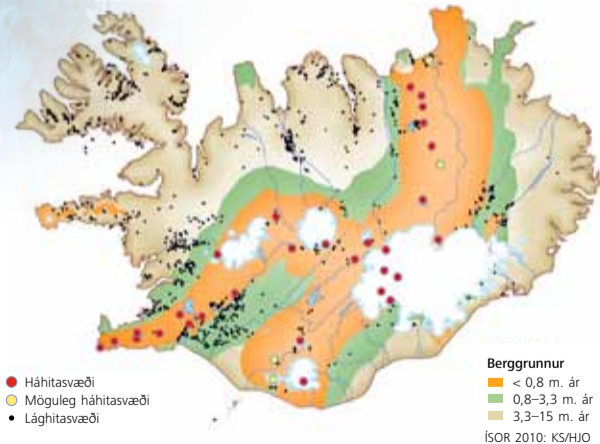 Háhitasvæði
Möguleg háhitasvæði
Lághitasvæði
Berggrunnur
< 0,8 m. ár
0,8–3,3 m. ár
3,3–15 m. ár
ÍSOR 2010: KS/HJO